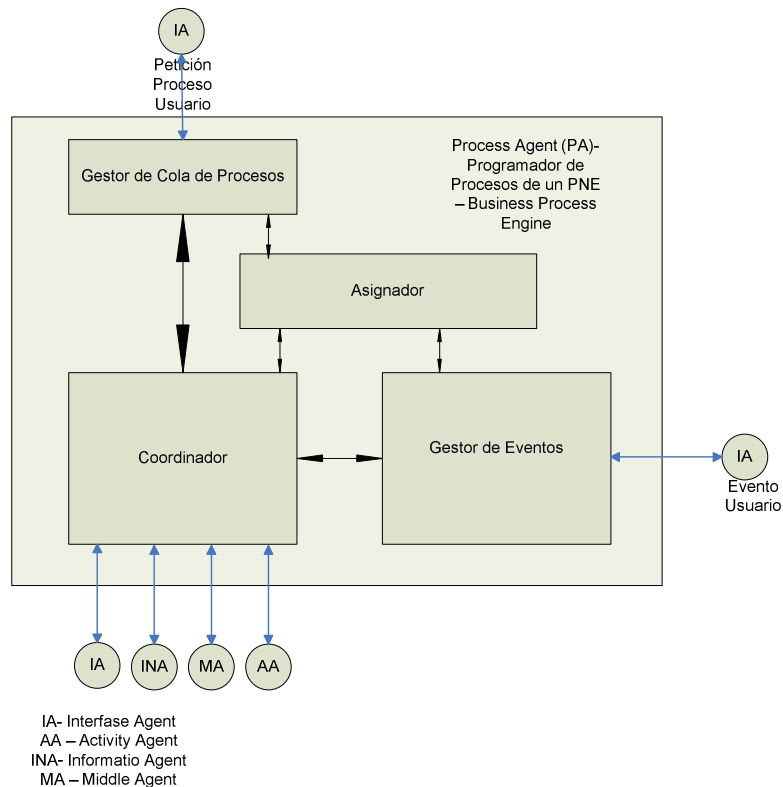 IA
Petición
Proceso
Usuario
Gestor de Cola de Procesos
Process Agent (PA)-
Programador de
Procesos de un PNE
– Business Process
Engine
Asignador
Coordinador
Gestor de Eventos
IA
Evento
Usuario
IA
INA
MA
AA
IA- Interfase Agent
AA – Activity Agent
INA- Informatio Agent
MA – Middle Agent